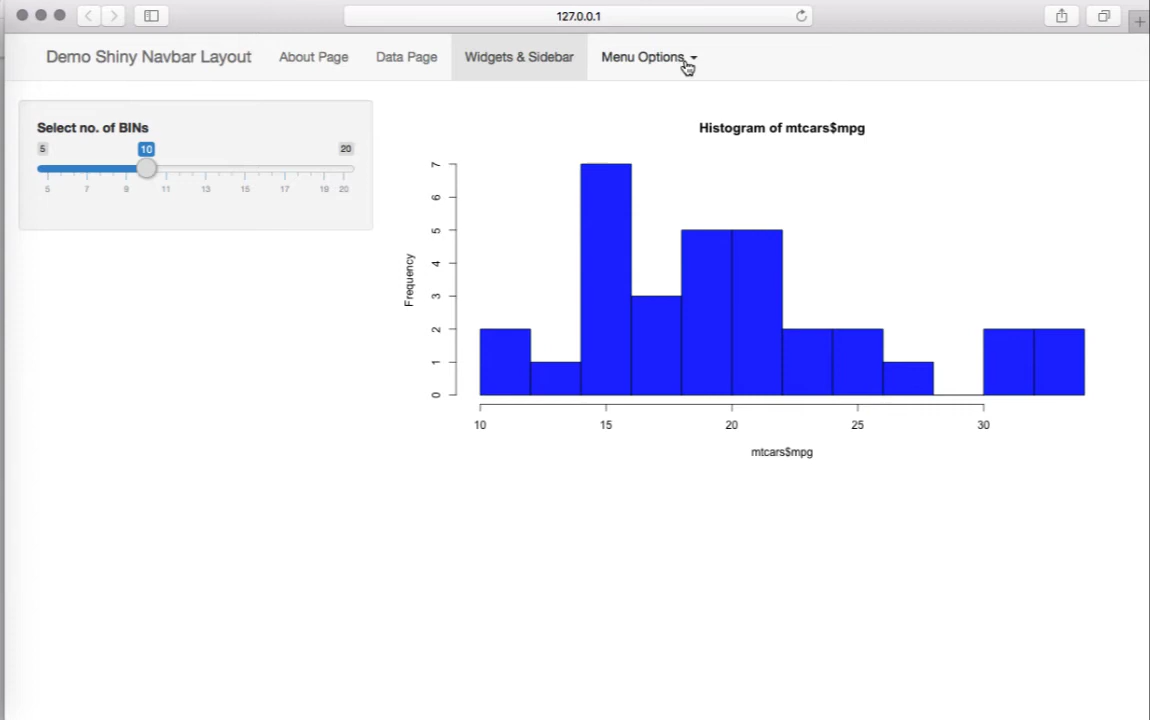 127.0.0.1
Demo Shiny Navbar Layout About Page Data Page Widgets & Sidebar Menu Options
Select no. of BINs
5 10 20
5 7 9 11 13 15 17 19 20
Histogram of mtcars$mpg
7
6
5
4
3
2
1
0
Frequency
10 15 20 25 30
mtcars$mpg